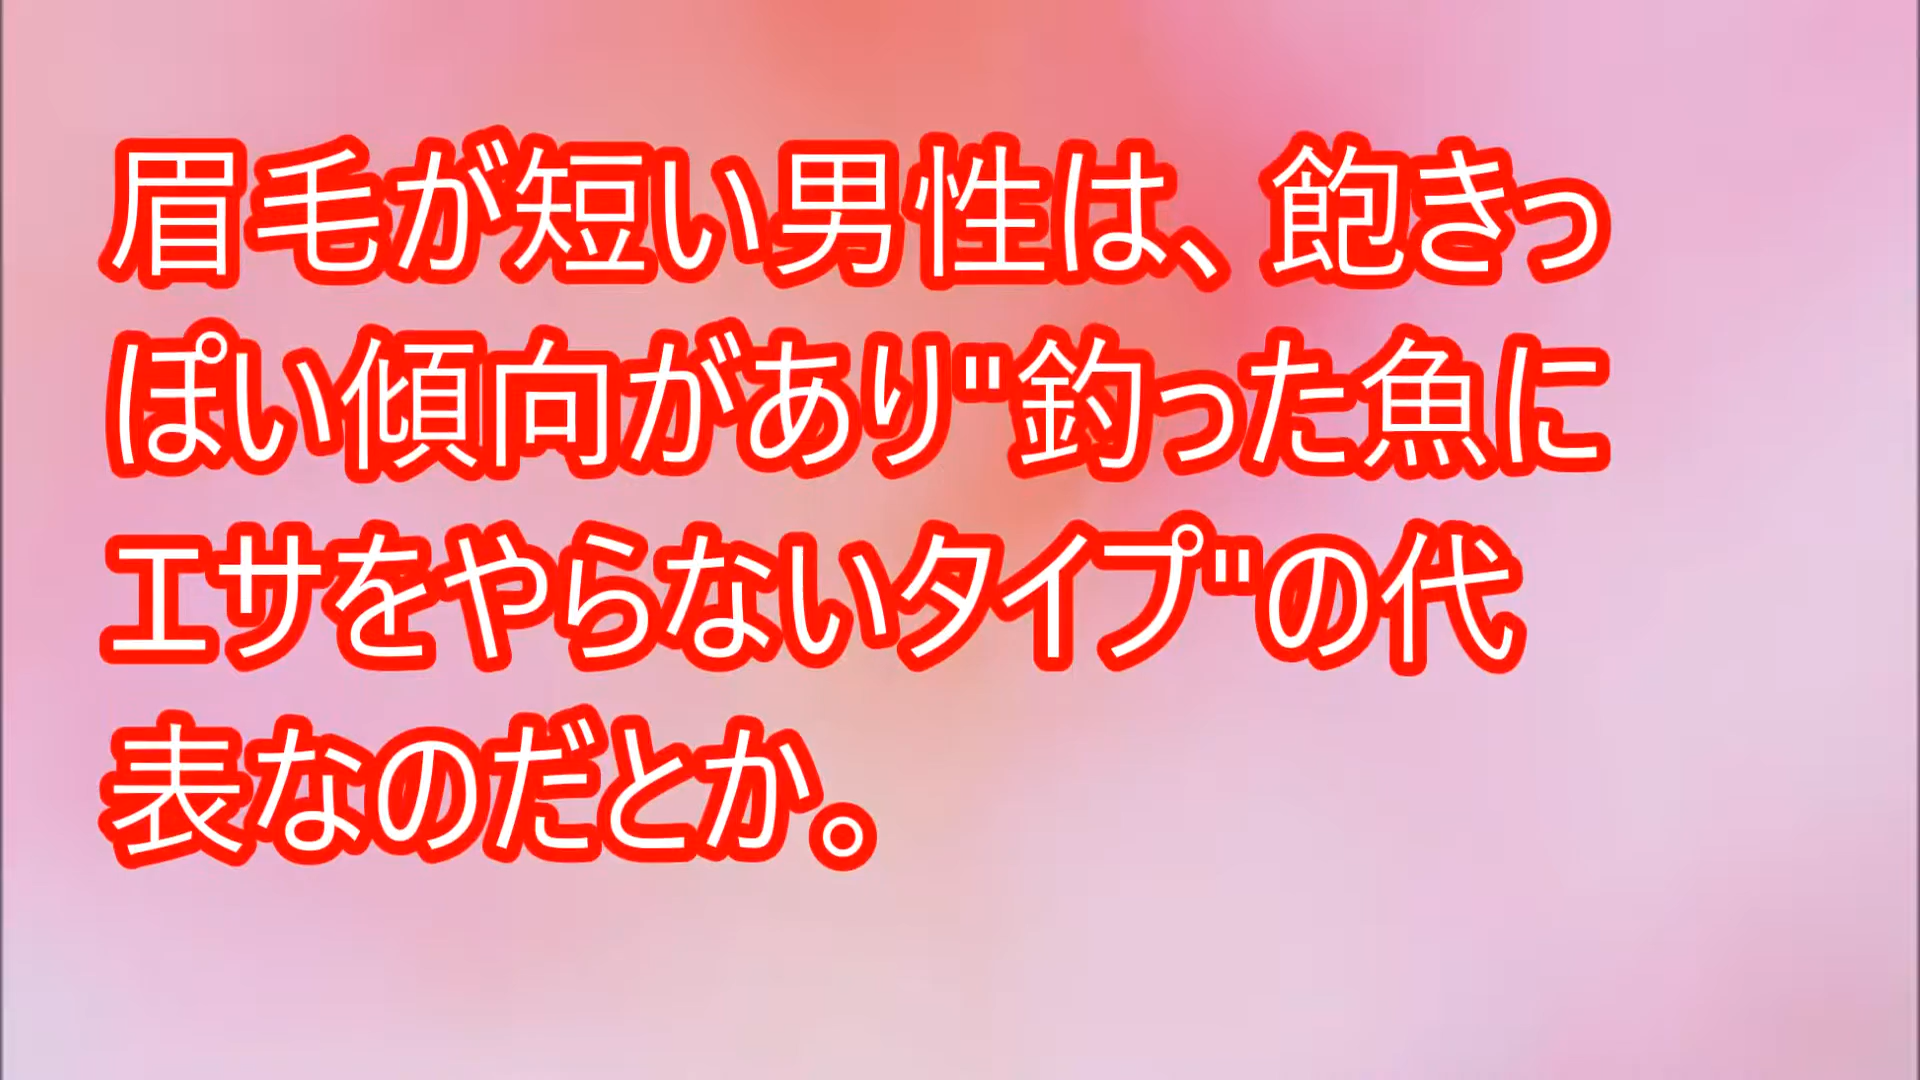 眉毛が短い男性は、飽きっ
ぽい傾向があり"釣った魚に
エサをやらないタイプ"の代
表なのだとか。